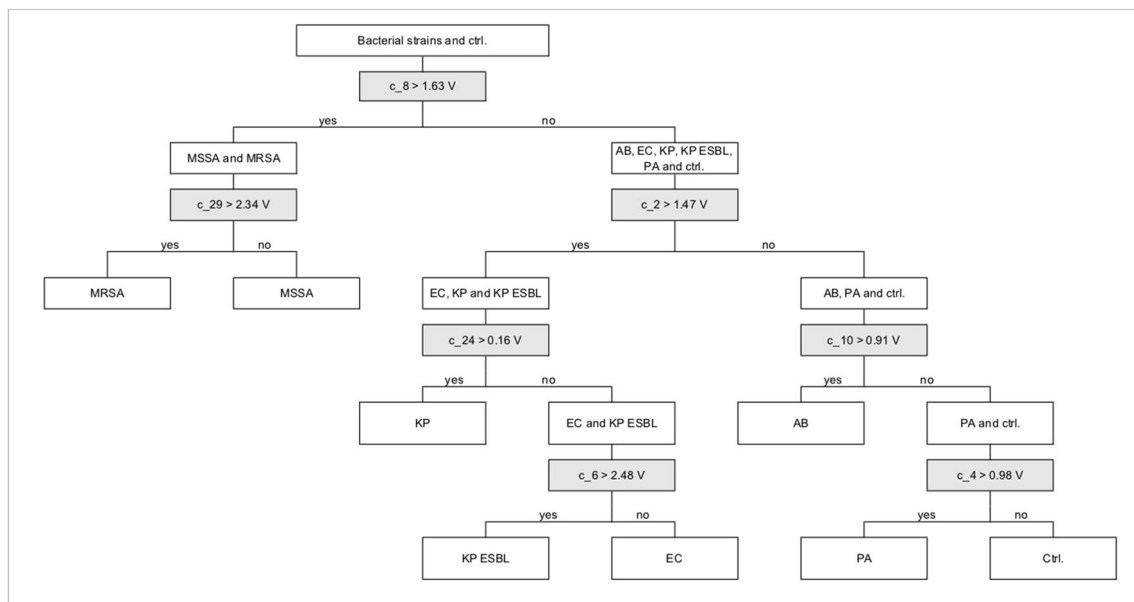 Bacterial strains and ctrl.
c_8 > 1.63 V
yes
no
MSSA and MRSA
AB, EC, KP, KP ESBL,
PA and ctrl.
c_29 > 2.34 V
c_2 > 1.47 V
yes
no
yes
no
MRSA
MSSA
EC, KP and KP ESBL
AB, PA and ctrl.
c_24 > 0.16 V
c_10 > 0.91 V
yes
no
yes
no
KP
EC and KP ESBL
AB
PA and ctrl.
c_6 > 2.48 V
c_4 > 0.98 V
yes
no
yes
no
KP ESBL
EC
PA
Ctrl.